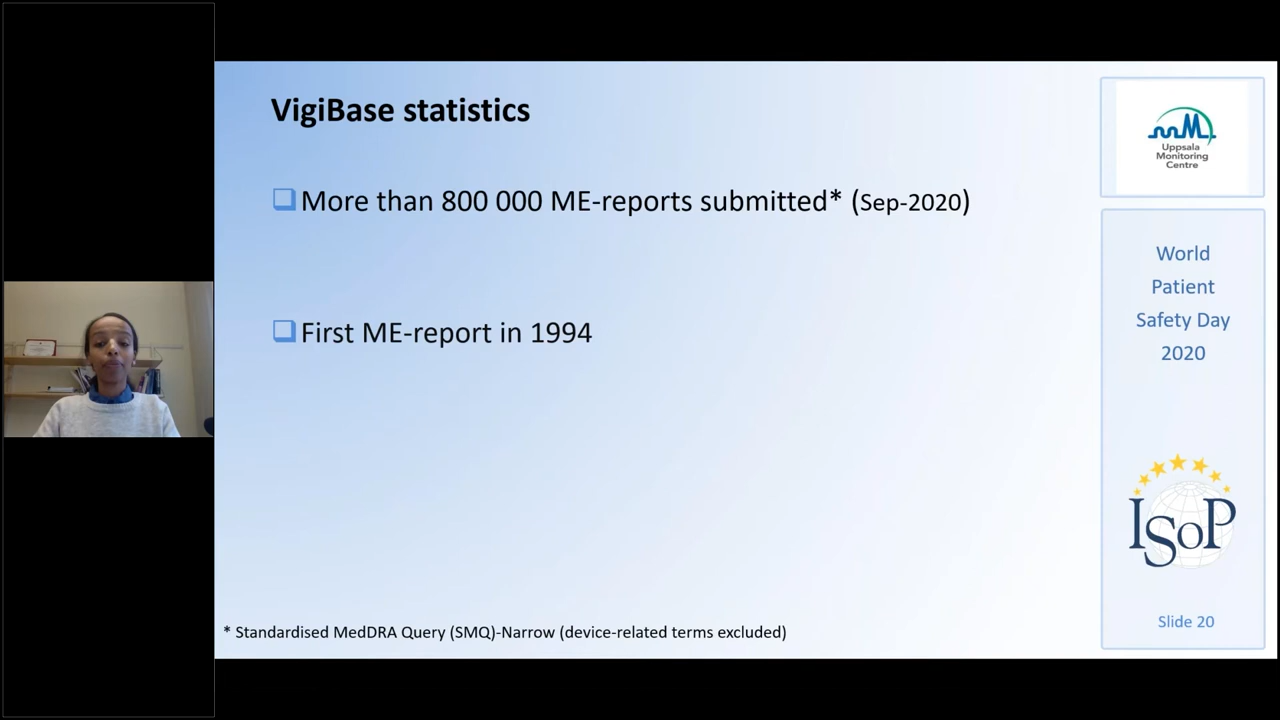 VigiBase statistics
More than 800 000 ME-reports submitted* (Sep-2020)
First ME-report in 1994
* Standardised MedDRA Query (SMQ)-Narrow (device-related terms excluded)
Uppsala
Monitoring
Centre
World
Patient
Safety Day
2020
ISoP
Slide 20